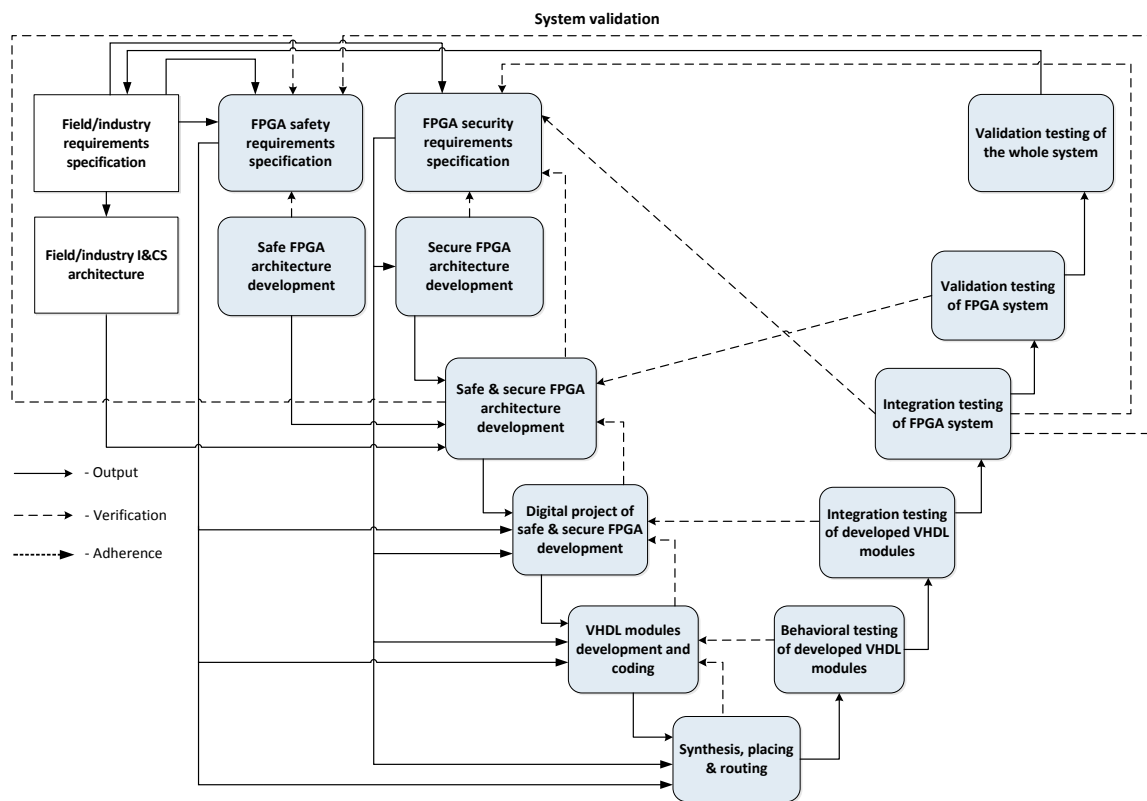 System validation
Field/industry
requirements
specification
FPGA safety
requirements
specification
FPGA security
requirements
specification
Validation testing of
the whole system
Field/industry I&CS
architecture
Safe FPGA
architecture
development
Secure FPGA
architecture
development
Validation testing
of FPGA system
Safe & secure FPGA
architecture
development
Integration testing
of FPGA system
- Output
- Verification
- Adherence
Digital project of
safe & secure FPGA
development
Integration testing
of developed VHDL
modules
VHDL modules
development and
coding
Behavioral testing
of developed VHDL
modules
Synthesis, placing
& routing